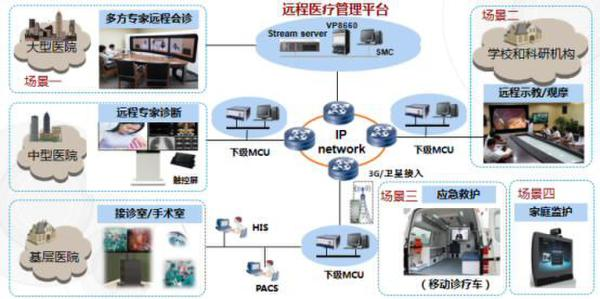 远程医疗管理平台
VP8660
Stream server
SMC
大型医院
场景一
多方专家远程会诊
场景二
学校和科研机构
远程示教/观摩
中型医院
远程专家诊断
触控屏
下级MCU
IP
network
下级MCU
3G/卫星接入
基层医院
接诊室/手术室
HIS
PACS
下级MCU
场景三
应急救护
(移动诊疗车)
场景四
家庭监护